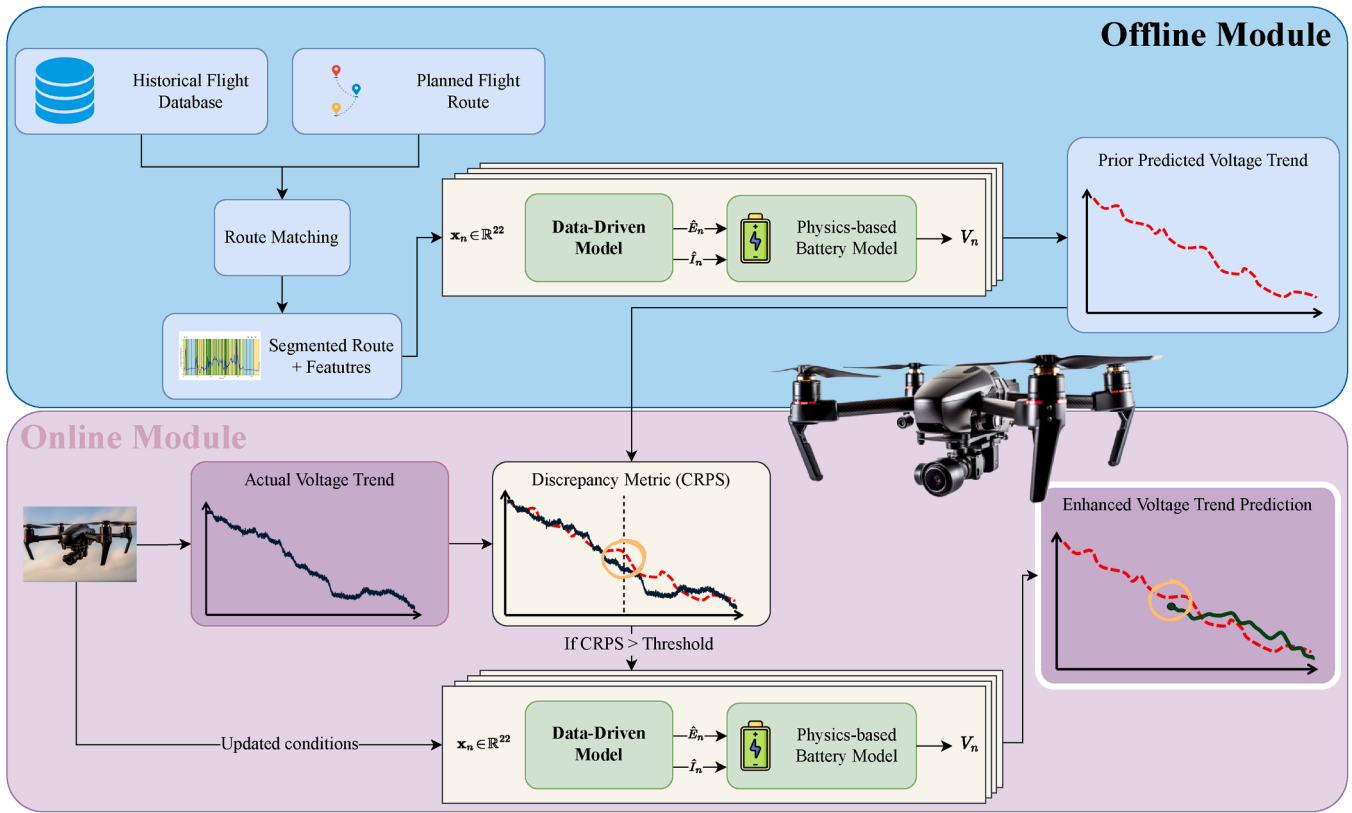 Offline Module
Historical Flight
Database
Planned Flight
Route
Route Matching
Segmented Route
+ Featutres
𝐱ₙ ∈ ℝ²²
Data-Driven
Model
Êₙ
Îₙ
Physics-based
Battery Model
Vₙ
Prior Predicted Voltage Trend
Online Module
Actual Voltage Trend
Discrepancy Metric (CRPS)
If CRPS > Threshold
Enhanced Voltage Trend Prediction
Updated conditions
𝐱ₙ ∈ ℝ²²
Data-Driven
Model
Êₙ
Îₙ
Physics-based
Battery Model
Vₙ